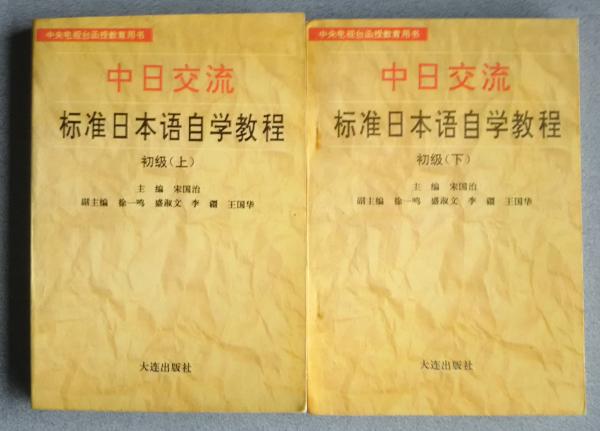 中央电视台函授教育用书
中日交流
标准日本语自学教程
初级(上)
主 编 宋国治
副主编 徐一鸣 盛淑文 李 疆 王国华
大连出版社
中央电视台函授教育用书
中日交流
标准日本语自学教程
初级(下)
主 编 宋国治
副主编 徐一鸣 盛淑文 李 疆 王国华
大连出版社